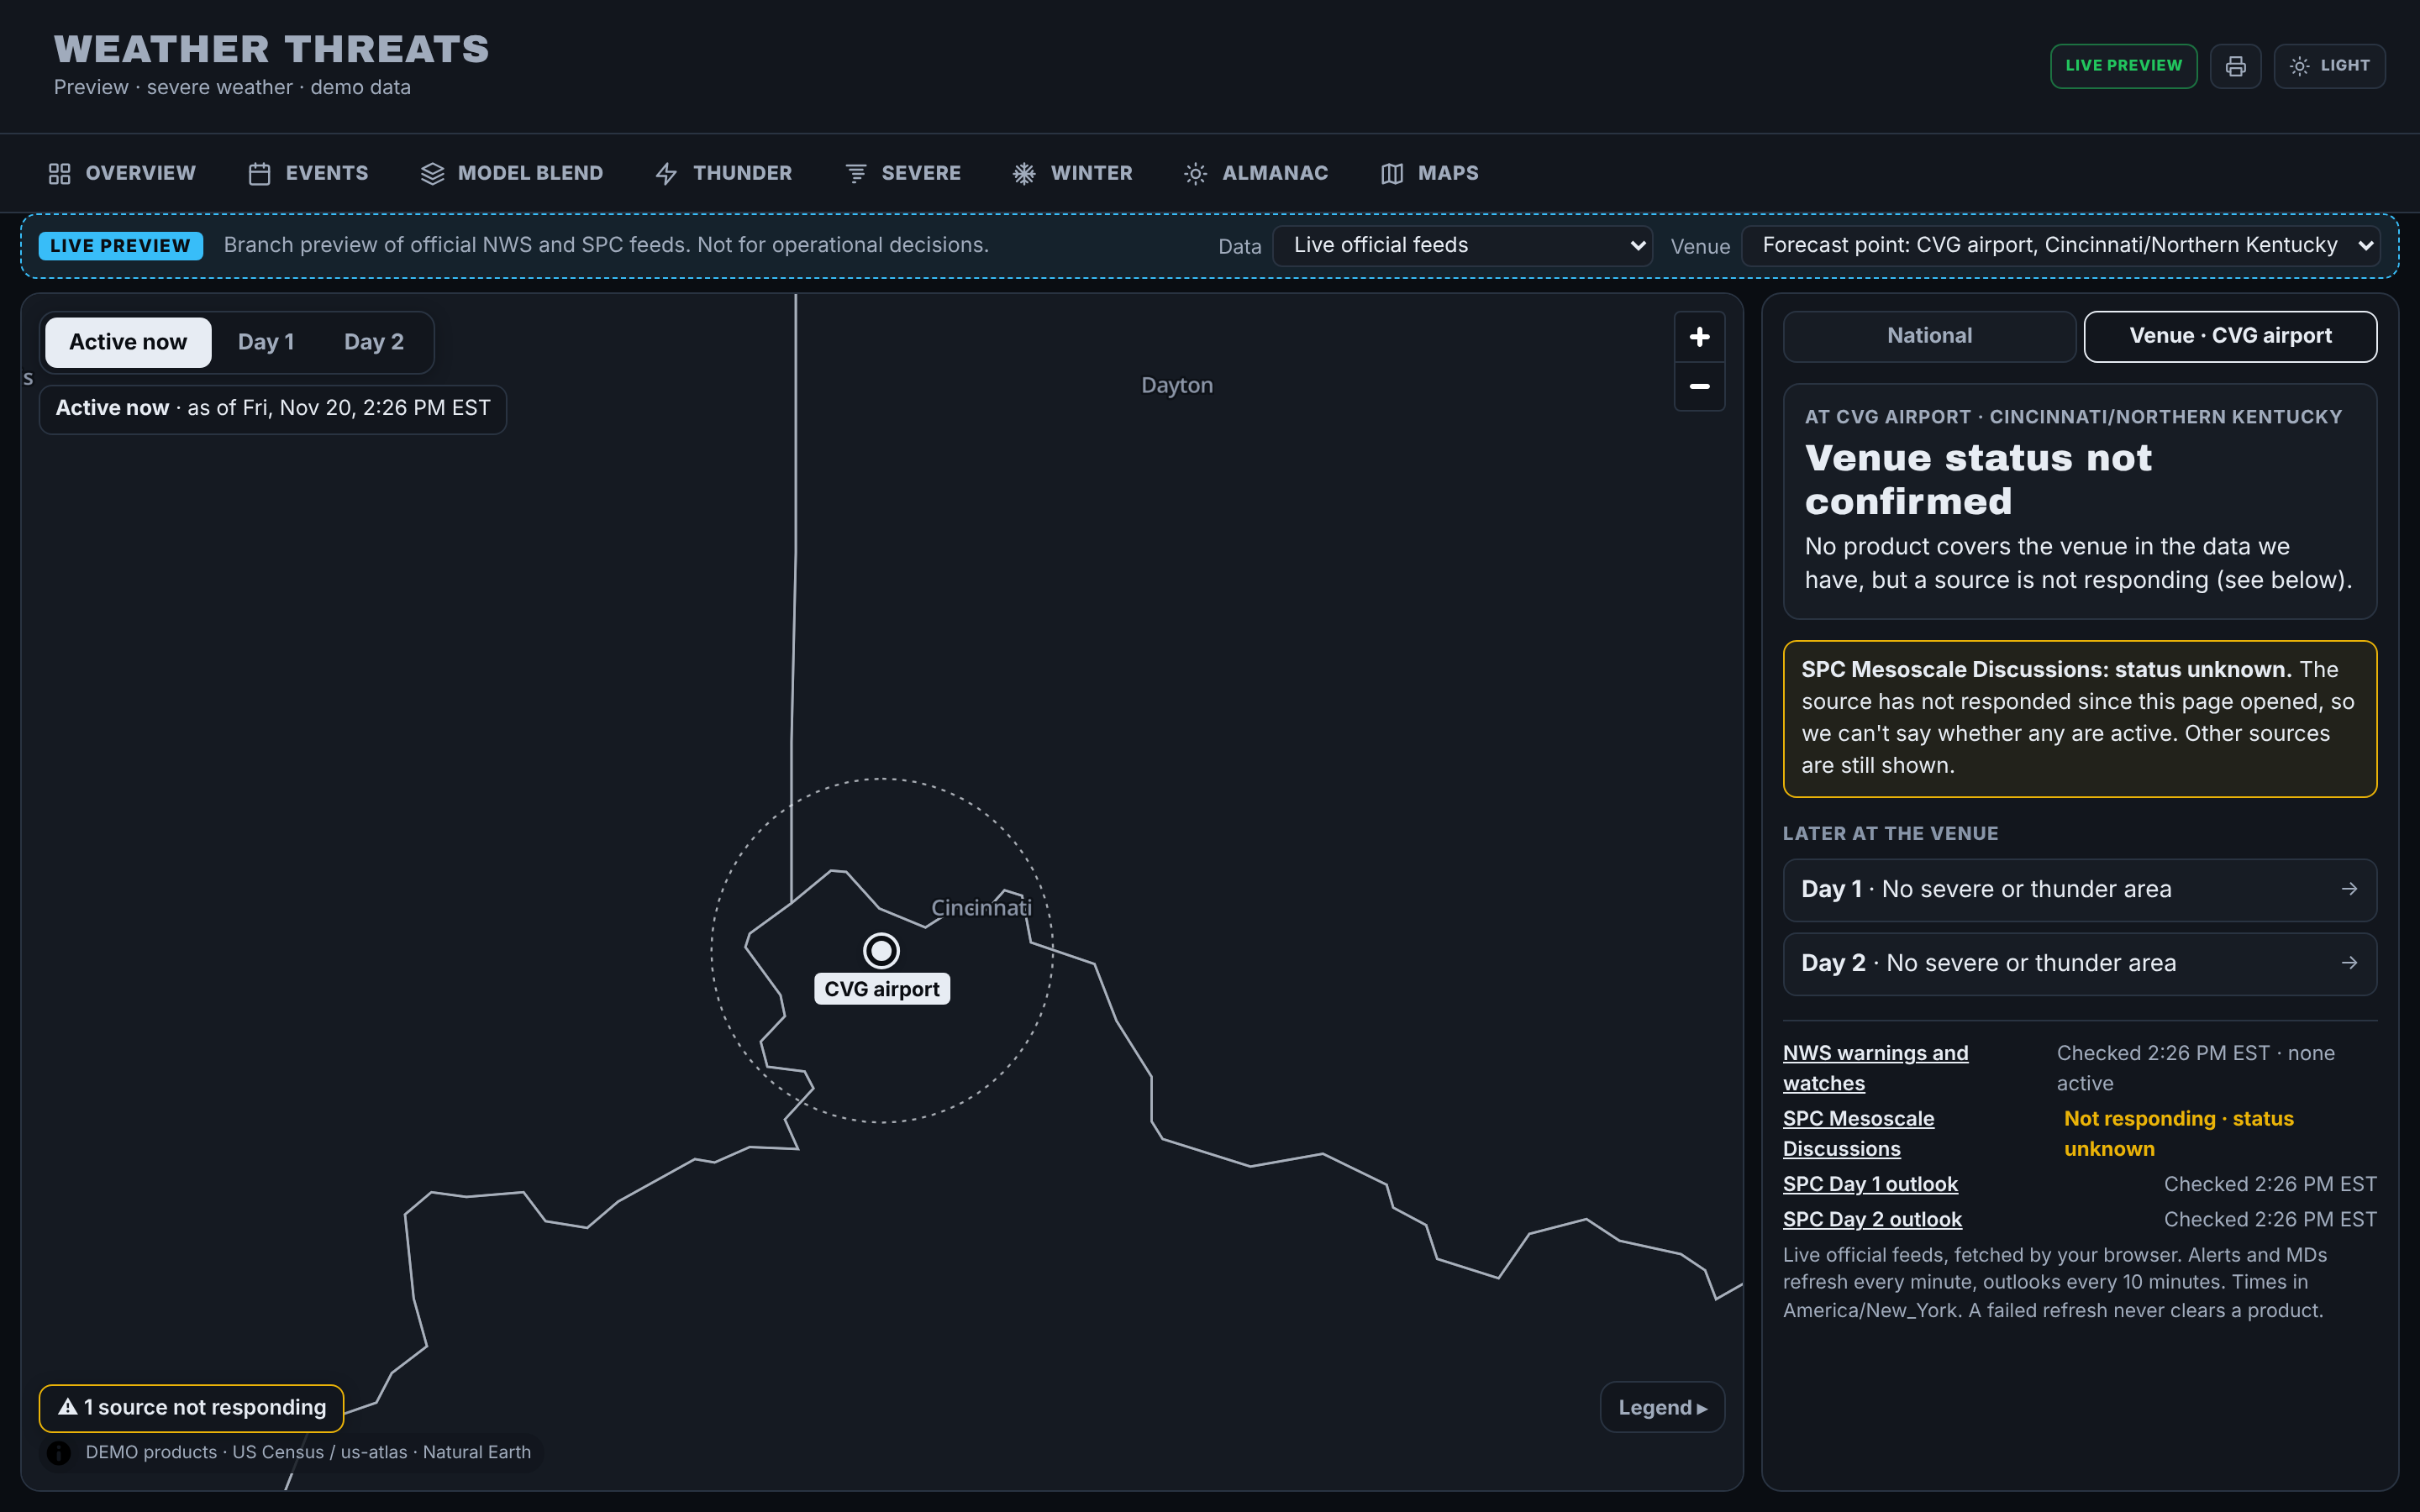 WEATHER THREATS
Preview · severe weather · demo data
LIVE PREVIEW
LIGHT
OVERVIEW
EVENTS
MODEL BLEND
THUNDER
SEVERE
WINTER
ALMANAC
MAPS
LIVE PREVIEW
Branch preview of official NWS and SPC feeds. Not for operational decisions.
Data
Live official feeds
Venue
Forecast point: CVG airport, Cincinnati/Northern Kentucky
Active now
Day 1
Day 2
s
Active now · as of Fri, Nov 20, 2:26 PM EST
+
−
Dayton
Cincinnati
CVG airport
⚠ 1 source not responding
Legend ▸
DEMO products · US Census / us-atlas · Natural Earth
National
Venue · CVG airport
AT CVG AIRPORT · CINCINNATI/NORTHERN KENTUCKY
Venue status not
confirmed
No product covers the venue in the data we
have, but a source is not responding (see below).
SPC Mesoscale Discussions: status unknown. The
source has not responded since this page opened, so
we can't say whether any are active. Other sources
are still shown.
LATER AT THE VENUE
Day 1 · No severe or thunder area →
Day 2 · No severe or thunder area →
NWS warnings and
watches
Checked 2:26 PM EST · none
active
SPC Mesoscale
Discussions
Not responding · status
unknown
SPC Day 1 outlook
Checked 2:26 PM EST
SPC Day 2 outlook
Checked 2:26 PM EST
Live official feeds, fetched by your browser. Alerts and MDs
refresh every minute, outlooks every 10 minutes. Times in
America/New_York. A failed refresh never clears a product.